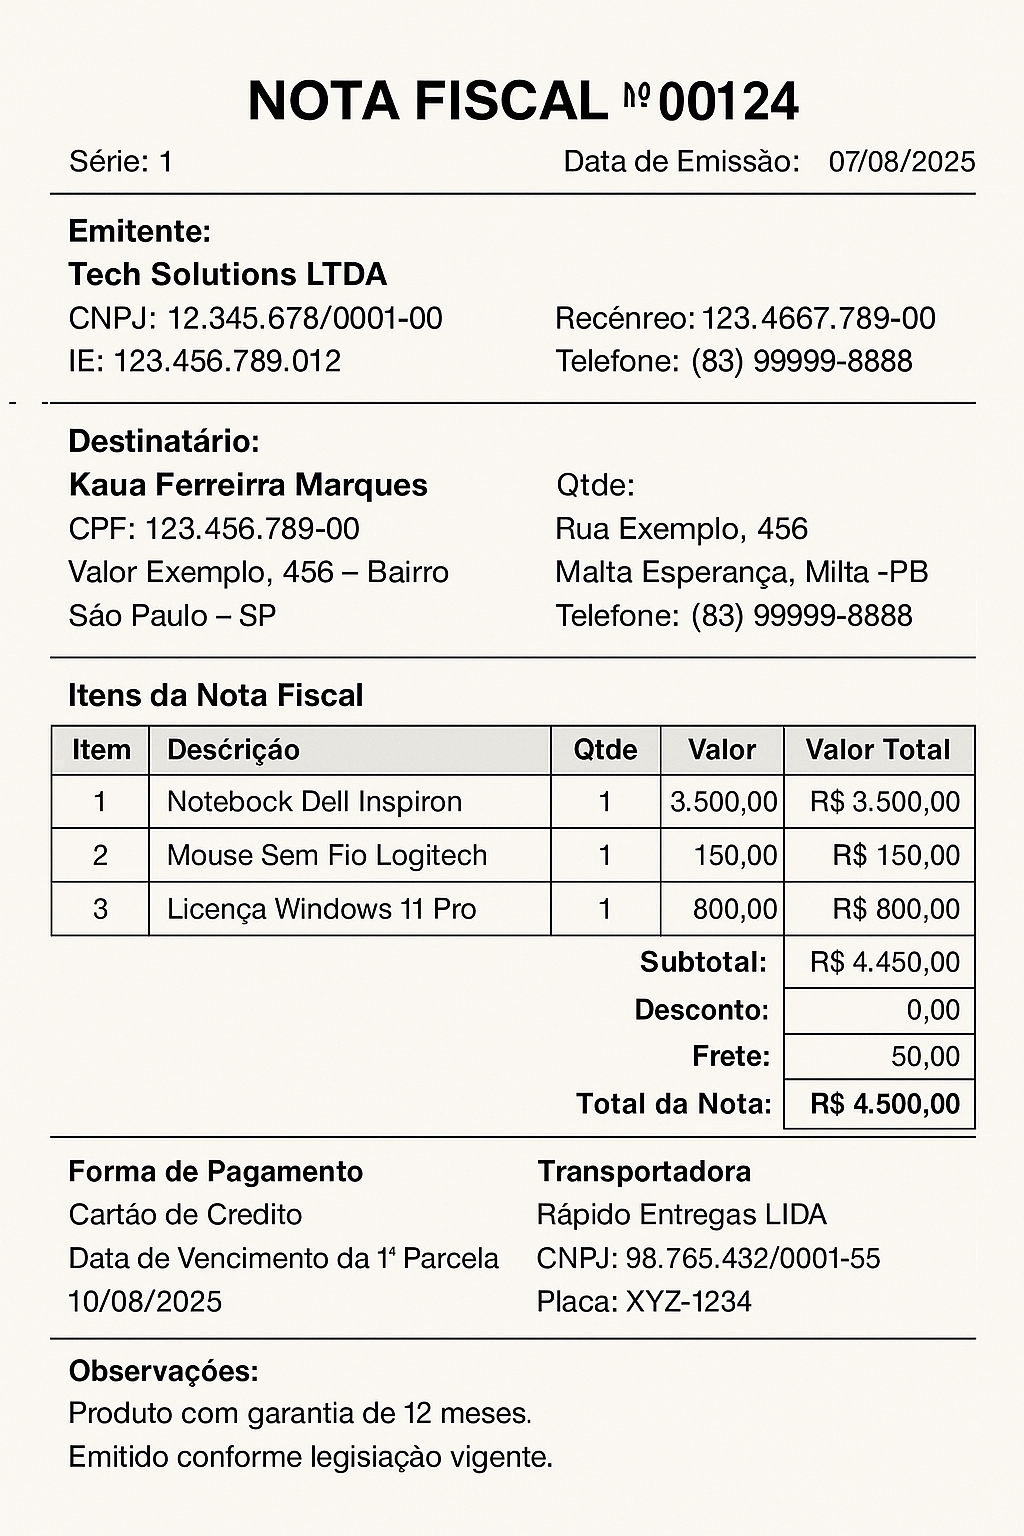 NOTA FISCAL nº 00124
Série: 1 Data de Emissão: 07/08/2025
Emitente:
Tech Solutions LTDA
CNPJ: 12.345.678/0001-00 Recénreo: 123.4667.789-00
IE: 123.456.789.012 Telefone: (83) 99999-8888
Destinatário:
Kaua Ferreirra Marques Qtde:
CPF: 123.456.789-00 Rua Exemplo, 456
Valor Exemplo, 456 – Bairro Malta Esperança, Milta -PB
Sáo Paulo – SP Telefone: (83) 99999-8888
Itens da Nota Fiscal
Item Desćriçáo Qtde Valor Valor Total
1 Notebock Dell Inspiron 1 3.500,00 R$ 3.500,00
2 Mouse Sem Fio Logitech 1 150,00 R$ 150,00
3 Licença Windows 11 Pro 1 800,00 R$ 800,00
Subtotal: R$ 4.450,00
Desconto: 0,00
Frete: 50,00
Total da Nota: R$ 4.500,00
Forma de Pagamento Transportadora
Cartáo de Credito Rápido Entregas LIDA
Data de Vencimento da 1ª Parcela CNPJ: 98.765.432/0001-55
10/08/2025 Placa: XYZ-1234
Observaçóes:
Produto com garantia de 12 meses.
Emitido conforme legisiaçào vigente.